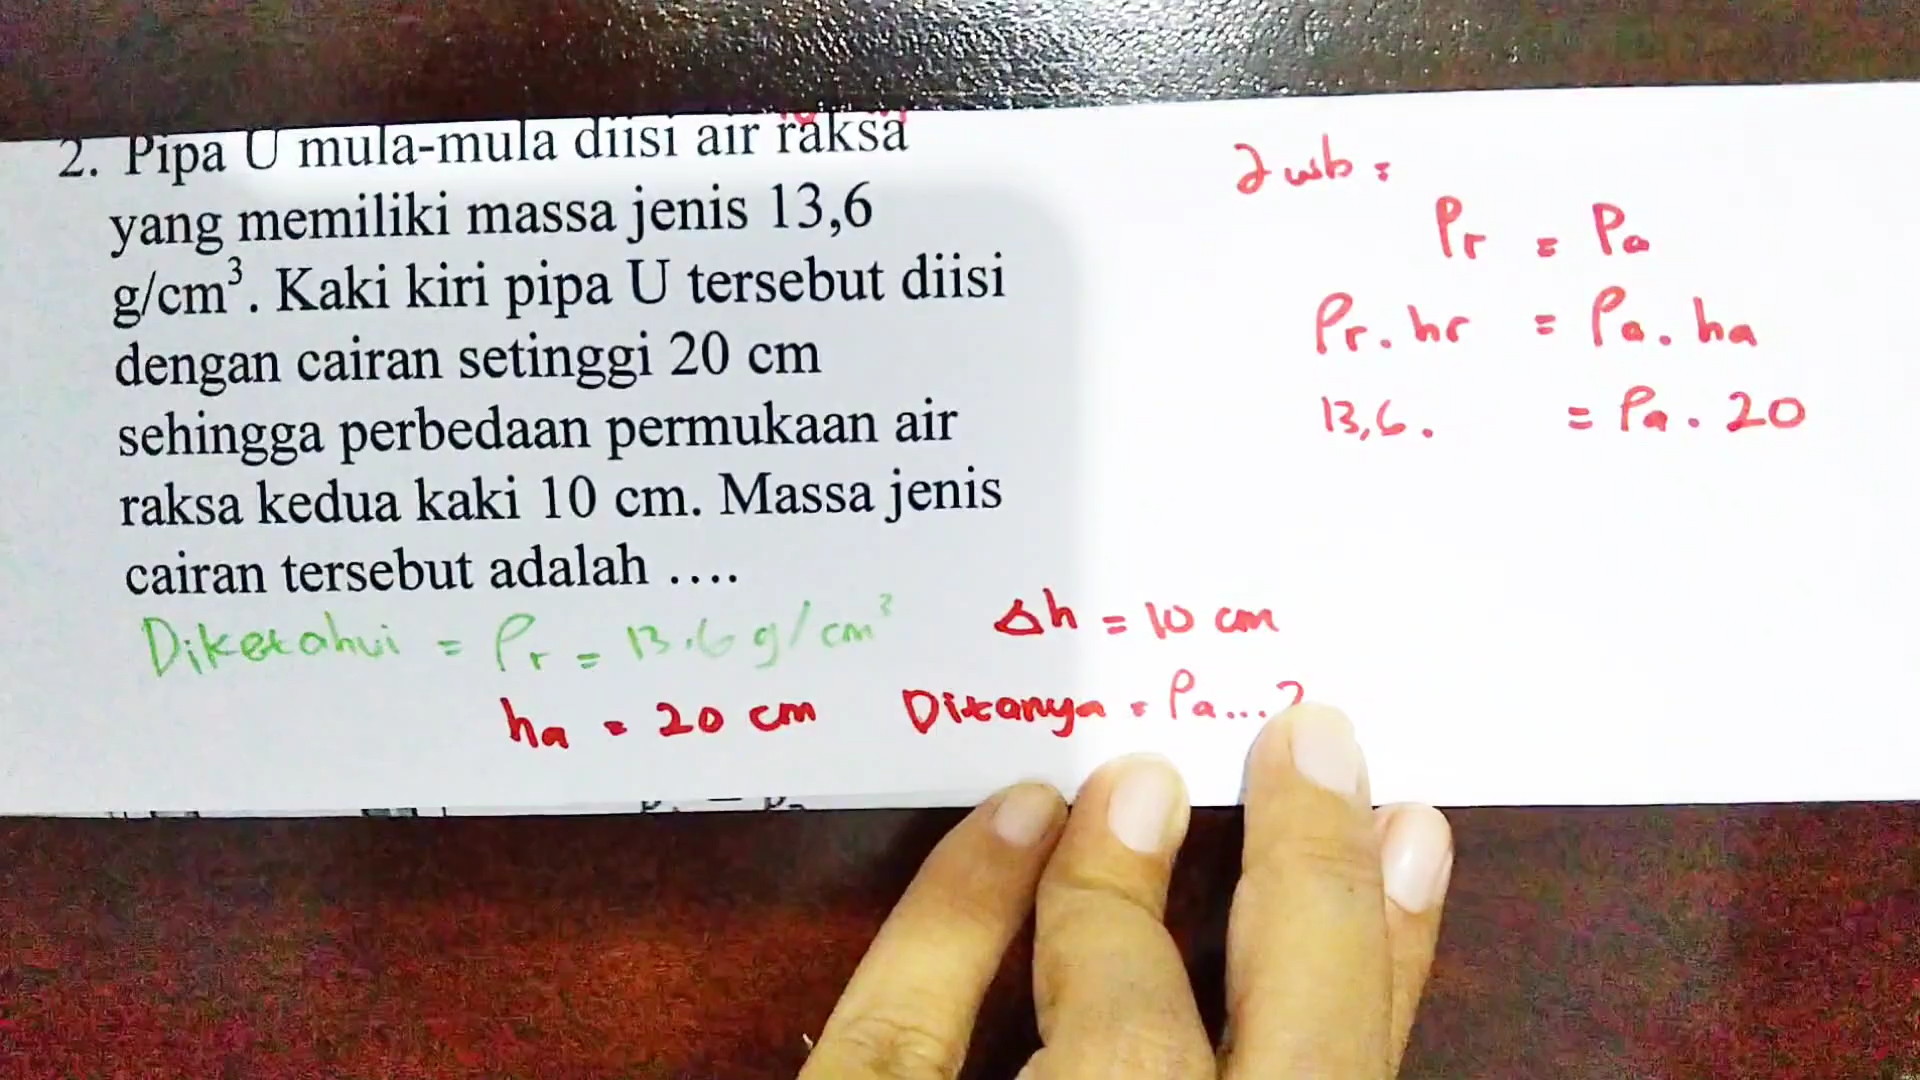 2. Pipa U mula-mula diisi air raksa
yang memiliki massa jenis 13,6
g/cm³. Kaki kiri pipa U tersebut diisi
dengan cairan setinggi 20 cm
sehingga perbedaan permukaan air
raksa kedua kaki 10 cm. Massa jenis
cairan tersebut adalah ....
Diketahui = ρr = 13.6 g/cm³
ha = 20 cm
Δh = 10 cm
Ditanya = ρa...?
Jwb =
Pr = Pa
ρr . hr = ρa . ha
13,6 . = ρa . 20